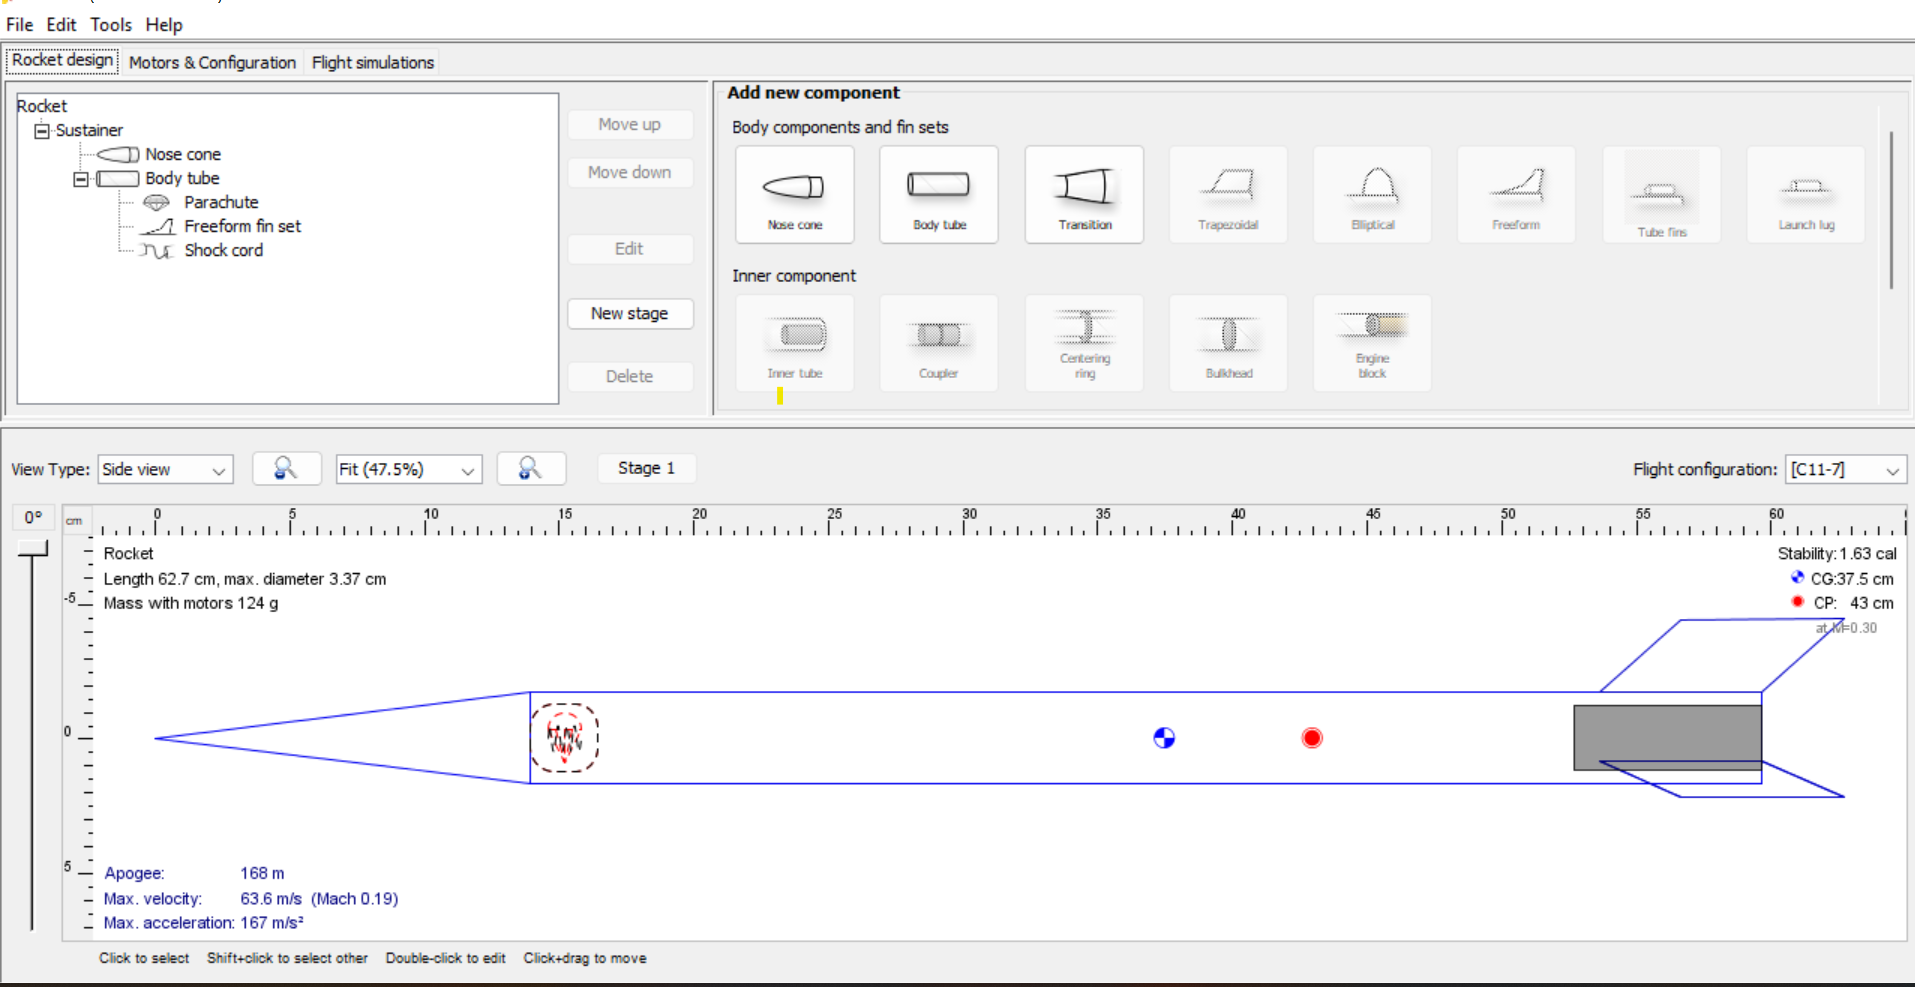 File Edit Tools Help
Rocket design Motors & Configuration Flight simulations
Rocket
Sustainer
Nose cone
Body tube
Parachute
Freeform fin set
Shock cord
Move up
Move down
Edit
New stage
Delete
Add new component
Body components and fin sets
Nose cone Body tube Transition Trapezoidal Elliptical Freeform Tube fins Launch lug
Inner component
Inner tube Coupler Centering ring Bulkhead Engine block
View Type: Side view Fit (47.5%) Stage 1 Flight configuration: [C11-7]
0°
cm 0 5 10 15 20 25 30 35 40 45 50 55 60
-5
0
5
Rocket
Length 62.7 cm, max. diameter 3.37 cm
Mass with motors 124 g
Stability: 1.63 cal
CG:37.5 cm
CP: 43 cm
at M=0.30
Apogee: 168 m
Max. velocity: 63.6 m/s (Mach 0.19)
Max. acceleration: 167 m/s²
Click to select Shift+click to select other Double-click to edit Click+drag to move